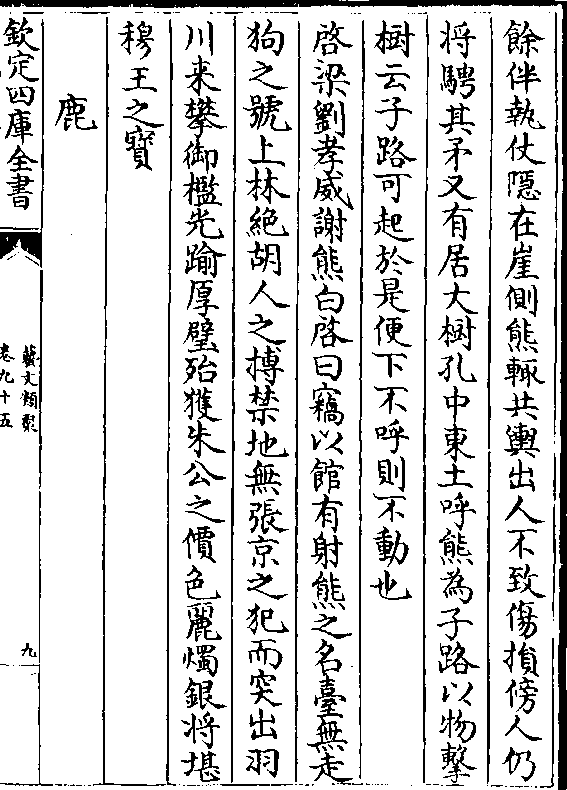 餘伴執仗隱在崖側熊輙共輿出人不致傷損傍人仍
将騁其矛又有居大樹孔中東土呼熊為子路以物擊
樹云子路可起於是便下不呼則不動也
啓梁劉孝威謝熊白啓曰竊以館有射熊之名臺無走
狗之號上林絶胡人之搏禁地無張京之犯而突出羽
川来攀御檻光踰厚璧殆獲朱公之價色麗燭銀将堪
穆王之寳
鹿
欽定四庫全書
藝文類聚
卷九十五
九